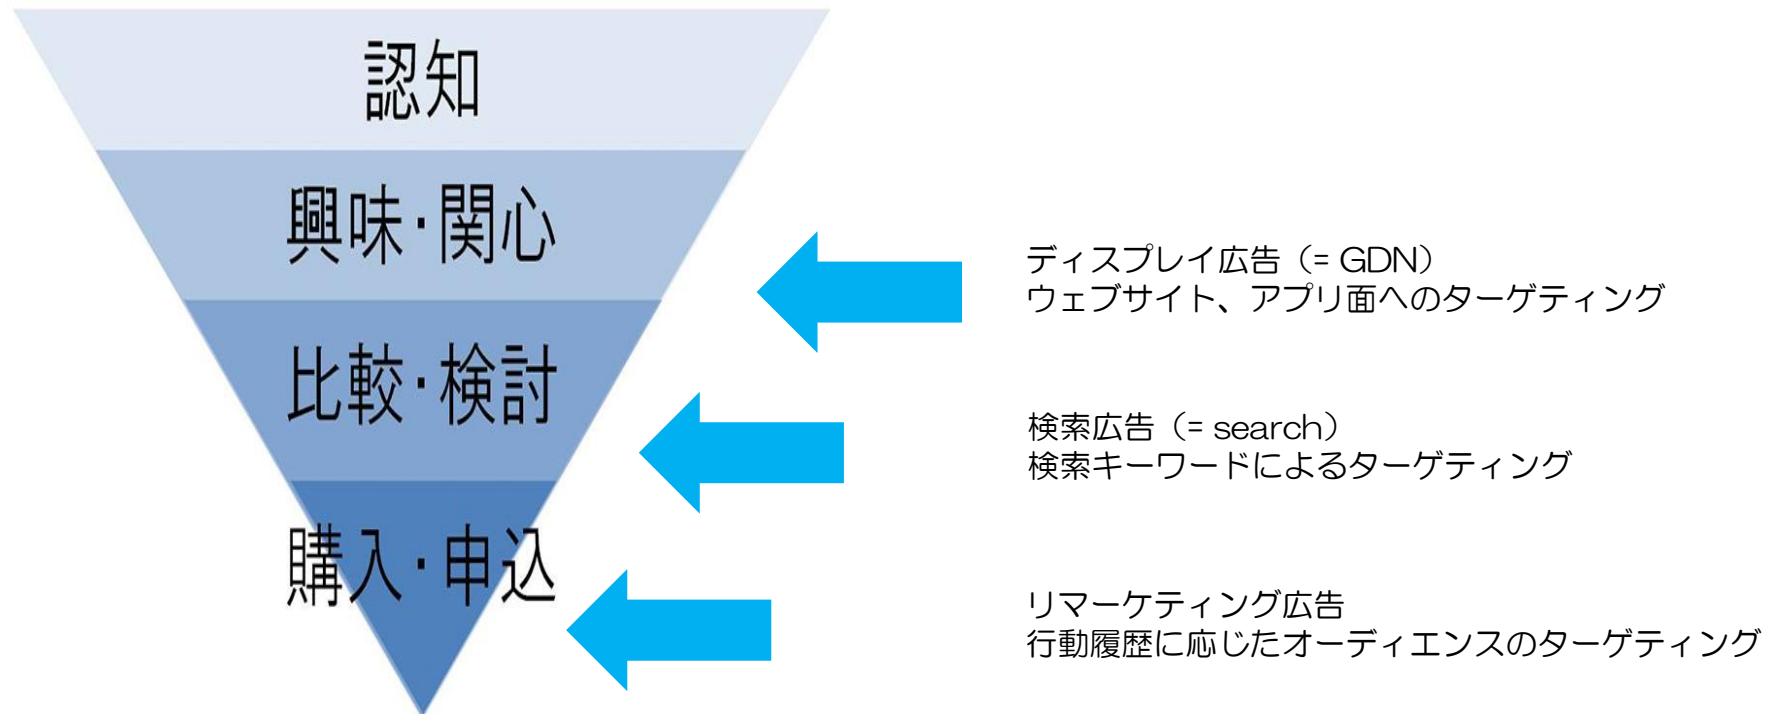 認知
興味・関心
ディスプレイ広告（= GDN）
ウェブサイト、アプリ面へのターゲティング
比較・検討
検索広告（= search）
検索キーワードによるターゲティング
購入・申込
リマーケティング広告
行動履歴に応じたオーディエンスのターゲティング